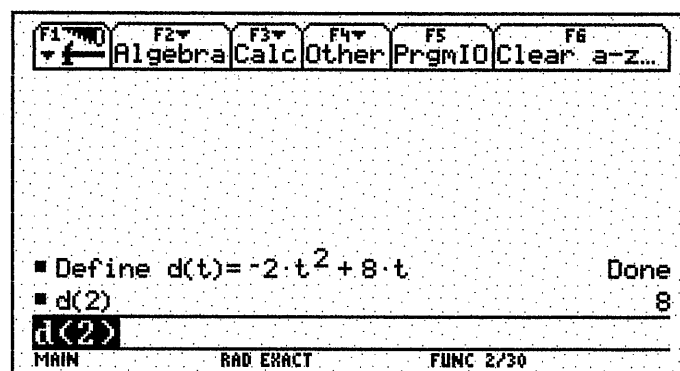 F1 F2 F3 F4 F5 F6
Algebra Calc Other PrgmIO Clear a-z…
Define d(t)=-2·t²+8·t Done
d(2) 8
d(2)
MAIN RAD EXACT FUNC 2/30